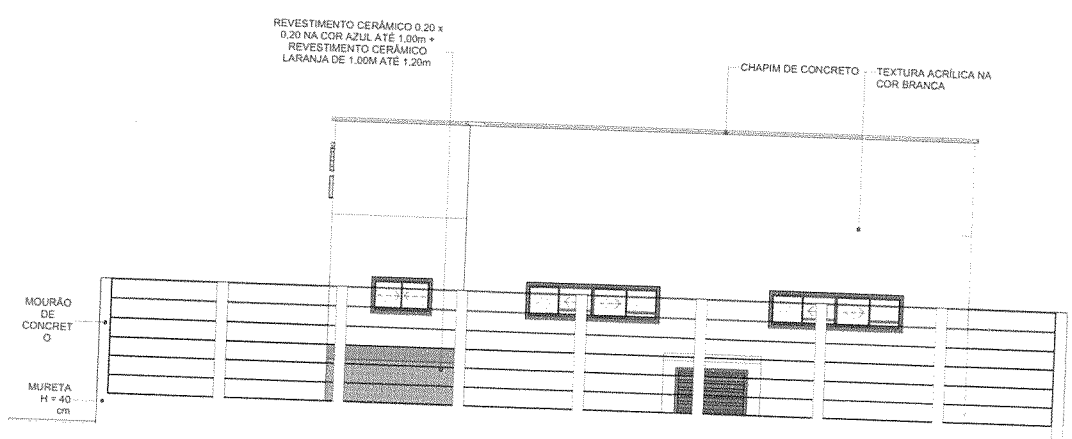 REVESTIMENTO CERÂMICO 0,20 x
0,20 NA COR AZUL ATÉ 1,00m +
REVESTIMENTO CERÂMICO
LARANJA DE 1.00M ATÉ 1,20m
CHAPIM DE CONCRETO
TEXTURA ACRÍLICA NA
COR BRANCA
MOURÃO
DE
CONCRET
O
MURETA
H = 40
cm